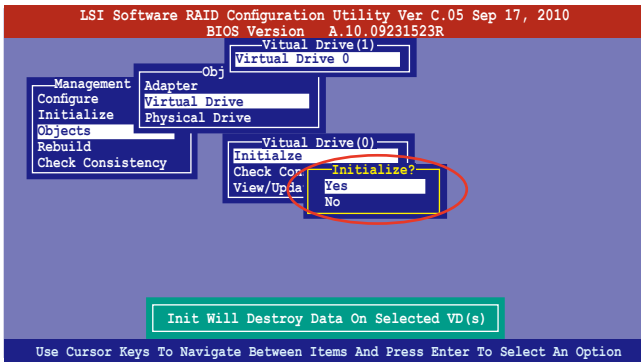 LSI Software RAID Configuration Utility Ver C.05 Sep 17, 2010
BIOS Version A.10.09231523R
Vitual Drive(1)
Virtual Drive 0
Obj
Adapter
Virtual Drive
Physical Drive
Management
Configure
Initialize
Objects
Rebuild
Check Consistency
Vitual Drive(0)
Initialze
Check Con
View/Upda
Initialize?
Yes
No
Init Will Destroy Data On Selected VD(s)
Use Cursor Keys To Navigate Between Items And Press Enter To Select An Option